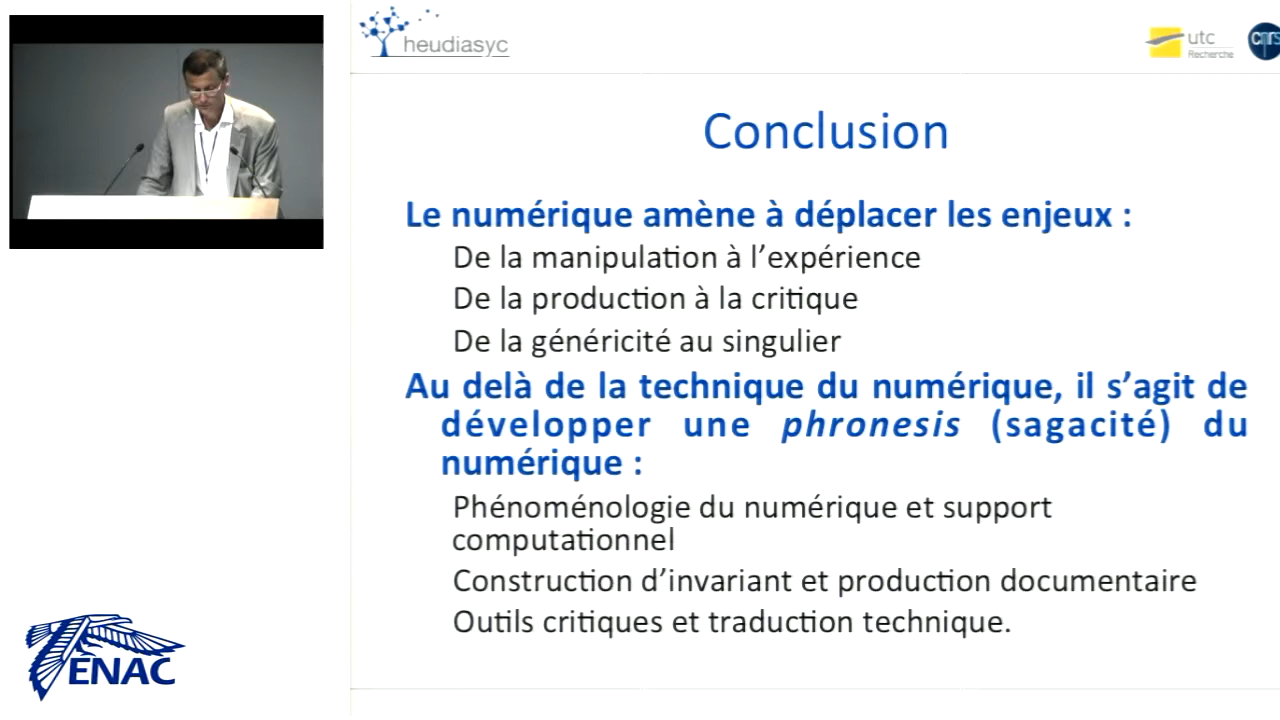 heudiasyc
utc
Recherche
cnrs
Conclusion
Le numérique amène à déplacer les enjeux :
De la manipulation à l’expérience
De la production à la critique
De la généricité au singulier
Au delà de la technique du numérique, il s’agit de
développer une phronesis (sagacité) du
numérique :
Phénoménologie du numérique et support
computationnel
Construction d’invariant et production documentaire
Outils critiques et traduction technique.
ENAC